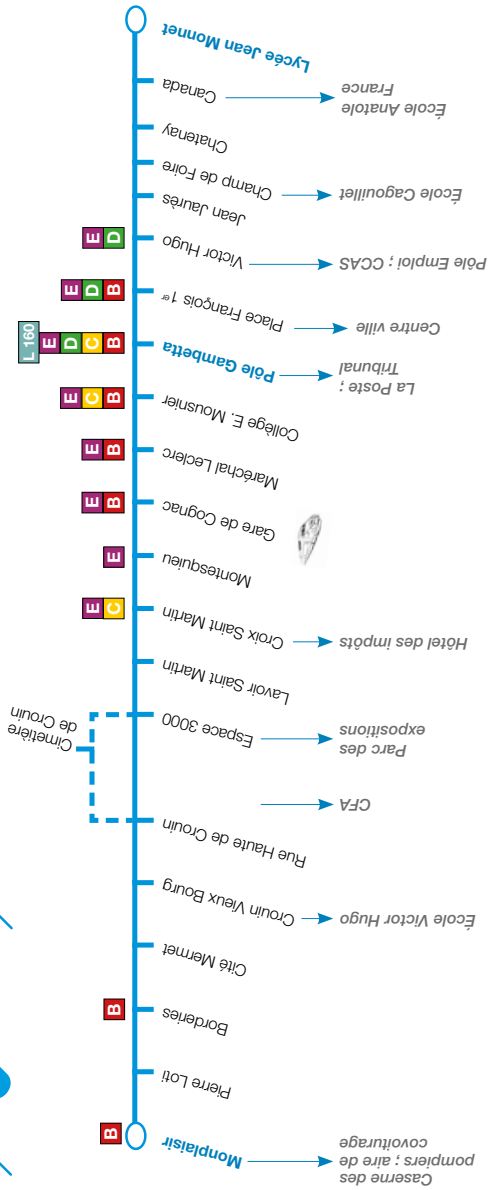 Caserne des
pompiers ; aire de
covoiturage
Monplaisir
B
Pierre Loti
Borderies
B
Cité Mermet
École Victor Hugo
Crouin Vieux Bourg
Rue Haute de Crouin
CFA
Cimetière
de Crouin
Parc des
expositions
Espace 3000
Lavoir Saint Martin
Hôtel des impôts
Croix Saint Martin
C E
Montesquieu
E
Gare de Cognac
B E
Maréchal Leclerc
B E
Collège E. Mousnier
B C E
La Poste ;
Tribunal
Pôle Gambetta
B C D E L 160
Centre ville
Place François 1er
B D E
Pôle Emploi ; CCAS
Victor Hugo
D E
Jean Jaurès
École Cagouillet
Champ de Foire
Chatenay
École Anatole
France
Canada
Lycée Jean Monnet